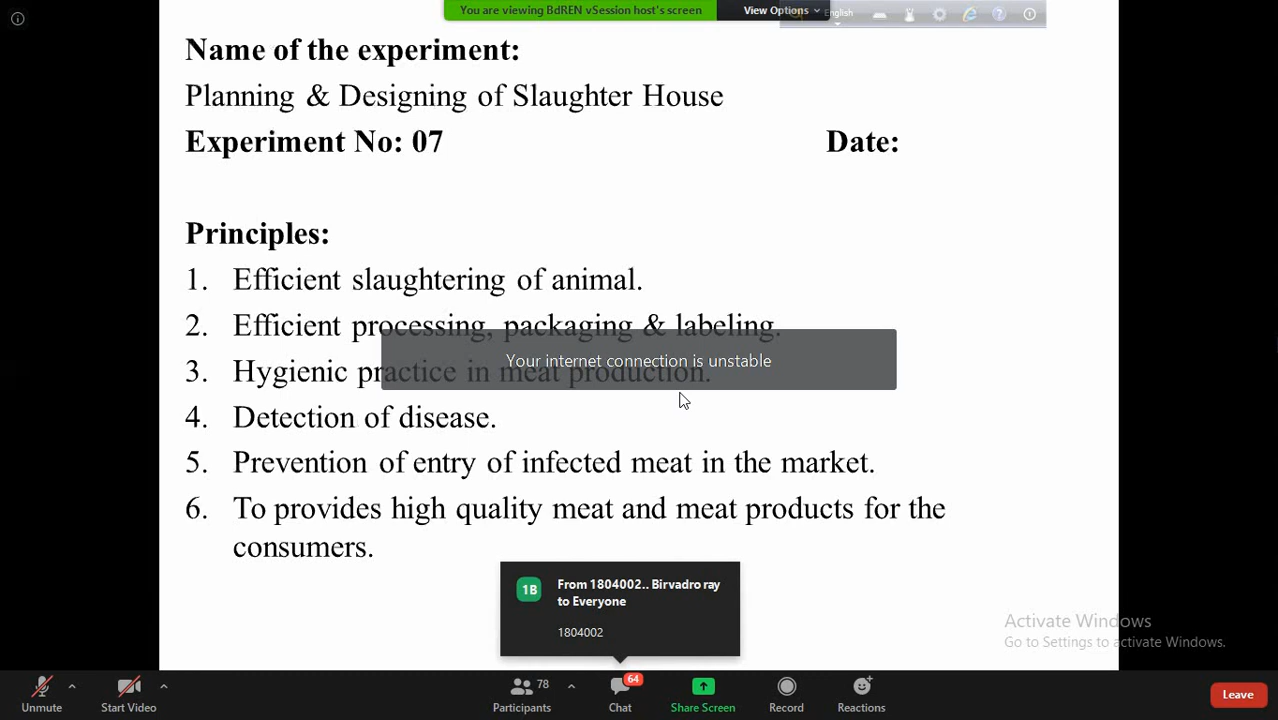 You are viewing BdREN vSession host's screen
View Options
English
Name of the experiment:
Planning & Designing of Slaughter House
Experiment No: 07 Date:
Principles:
1. Efficient slaughtering of animal.
2. Efficient processing, packaging & labeling.
Your internet connection is unstable
3. Hygienic practice in meat production.
4. Detection of disease.
5. Prevention of entry of infected meat in the market.
6. To provides high quality meat and meat products for the
consumers.
1B
From 1804002.. Birvadro ray
to Everyone
1804002
Activate Windows
Go to Settings to activate Windows.
Unmute
Start Video
78
Participants
64
Chat
Share Screen
Record
Reactions
Leave